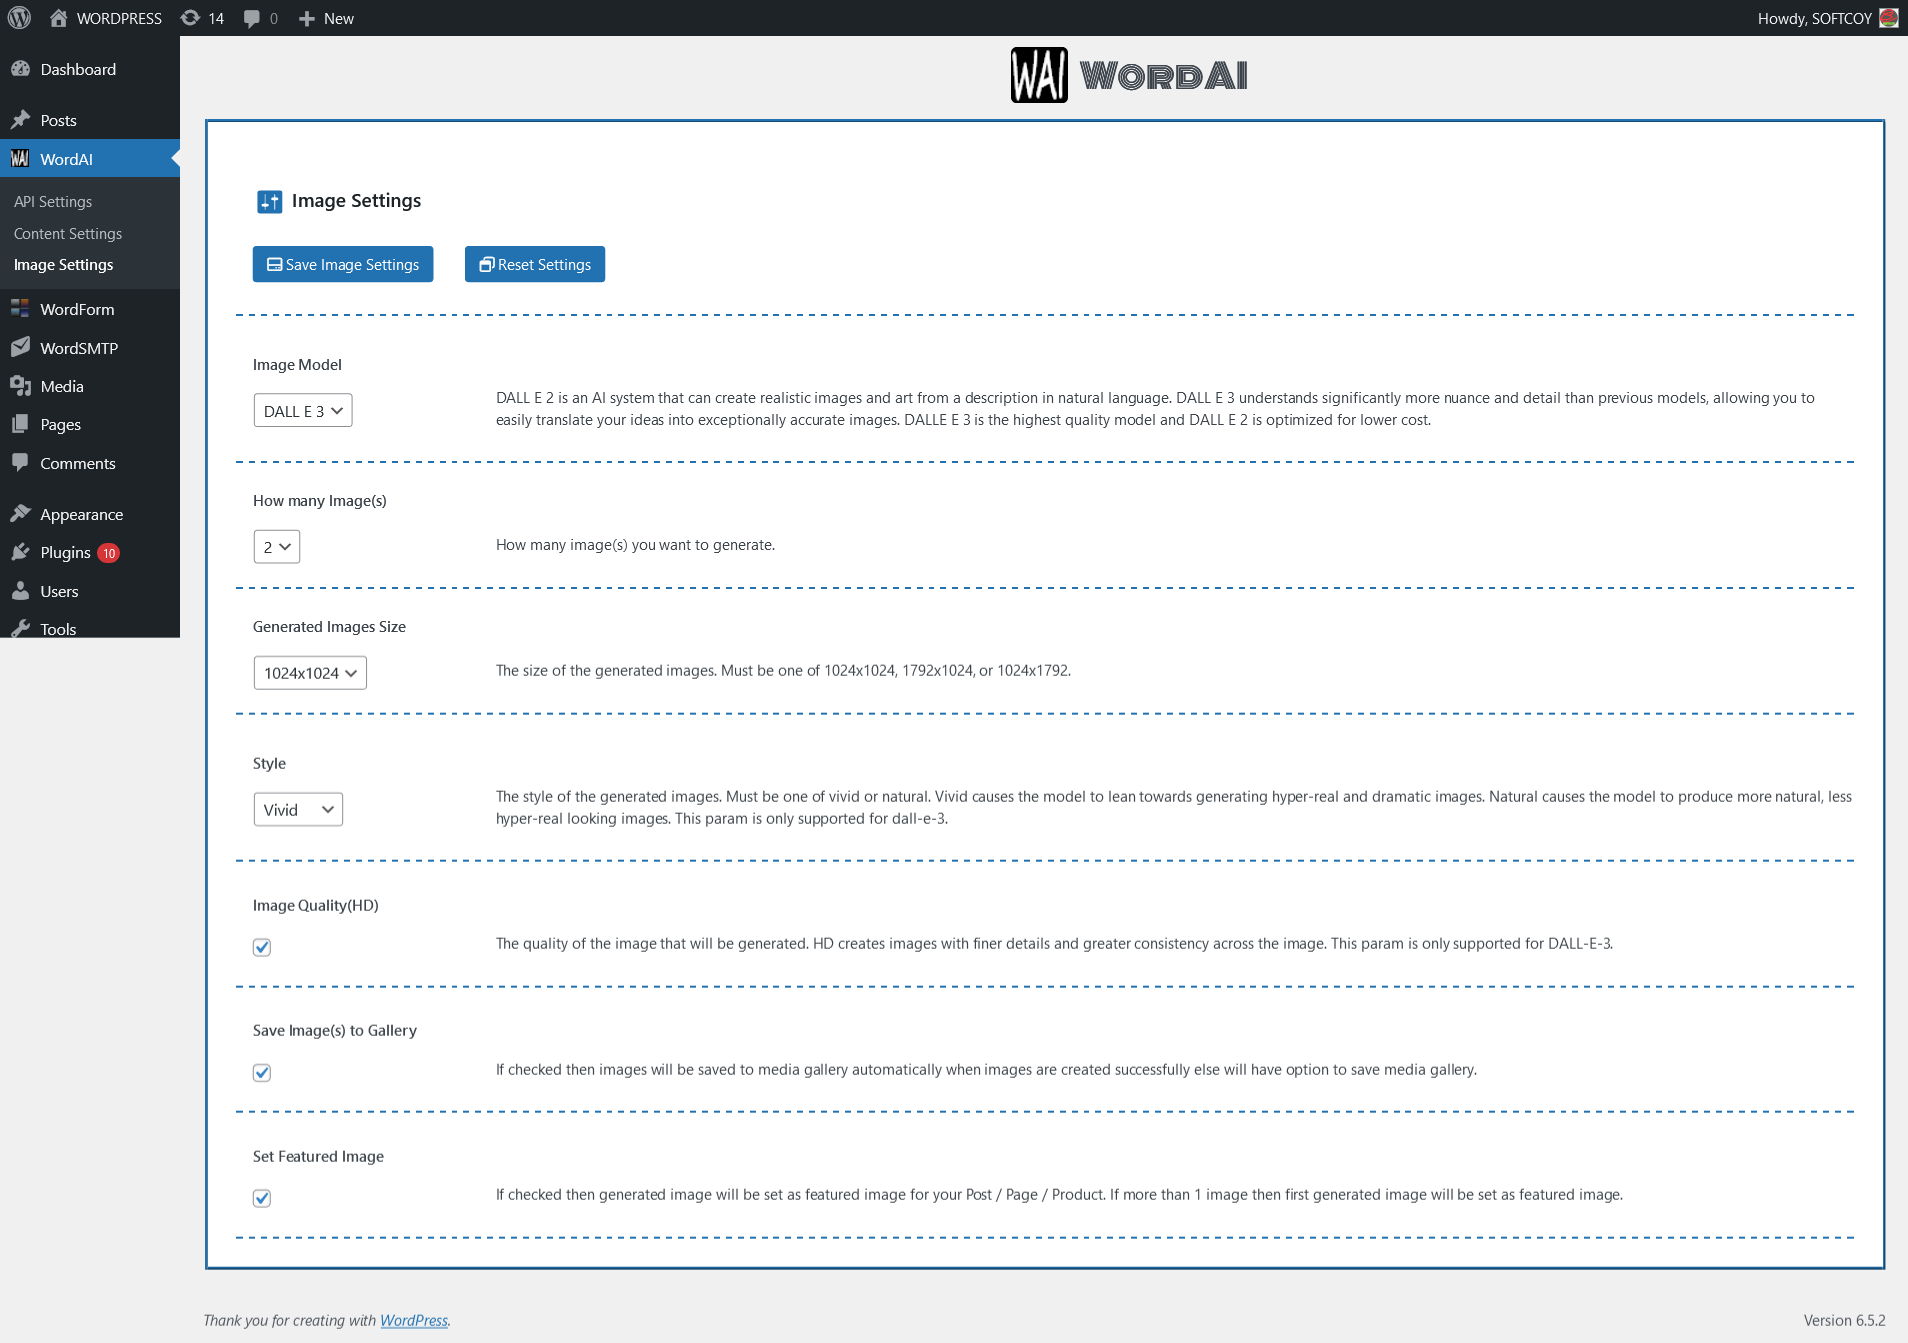 WORDPRESS 14 0 New Howdy, SOFTCOY
Dashboard
Posts
WordAI
API Settings
Content Settings
Image Settings
WordForm
WordSMTP
Media
Pages
Comments
Appearance
Plugins 10
Users
Tools
WAI WORDAI
Image Settings
Save Image Settings Reset Settings
Image Model
DALL E 3
DALL E 2 is an AI system that can create realistic images and art from a description in natural language. DALL E 3 understands significantly more nuance and detail than previous models, allowing you to
easily translate your ideas into exceptionally accurate images. DALLE E 3 is the highest quality model and DALL E 2 is optimized for lower cost.
How many Image(s)
2
How many image(s) you want to generate.
Generated Images Size
1024x1024
The size of the generated images. Must be one of 1024x1024, 1792x1024, or 1024x1792.
Style
Vivid
The style of the generated images. Must be one of vivid or natural. Vivid causes the model to lean towards generating hyper-real and dramatic images. Natural causes the model to produce more natural, less
hyper-real looking images. This param is only supported for dall-e-3.
Image Quality(HD)
The quality of the image that will be generated. HD creates images with finer details and greater consistency across the image. This param is only supported for DALL-E-3.
Save Image(s) to Gallery
If checked then images will be saved to media gallery automatically when images are created successfully else will have option to save media gallery.
Set Featured Image
If checked then generated image will be set as featured image for your Post / Page / Product. If more than 1 image then first generated image will be set as featured image.
Thank you for creating with WordPress.
Version 6.5.2